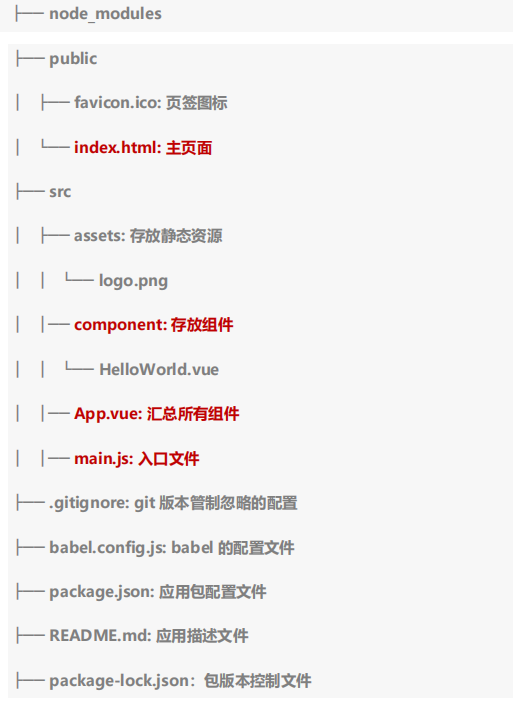 ├── node_modules
├── public
│   ├── favicon.ico: 页签图标
│   └── index.html: 主页面
├── src
│   ├── assets: 存放静态资源
│   │   └── logo.png
│   │── component: 存放组件
│   │   └── HelloWorld.vue
│   │── App.vue: 汇总所有组件
│   │── main.js: 入口文件
├── .gitignore: git 版本管制忽略的配置
├── babel.config.js: babel 的配置文件
├── package.json: 应用包配置文件
├── README.md: 应用描述文件
├── package-lock.json：包版本控制文件